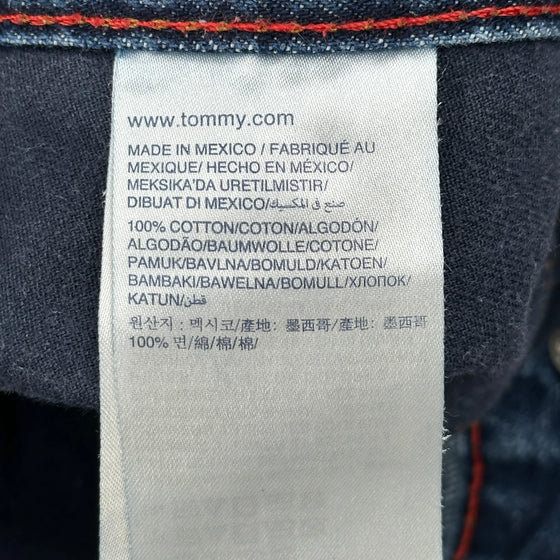 www.tommy.com
MADE IN MEXICO / FABRIQUÉ AU
MEXIQUE/ HECHO EN MÉXICO/
MEKSIKA'DA URETILMISTIR/
DIBUAT DI MEXICO/صنع في المكسيك
100% COTTON/COTON/ALGODÓN/
ALGODÃO/BAUMWOLLE/COTONE/
PAMUK/BAVLNA/BOMULD/KATOEN/
BAMBAKI/BAWELNA/BOMULL/ХЛОПОК/
KATUN/قطن/
원산지 : 멕시코/產地: 墨西哥/產地: 墨西哥
100% 면/綿/棉/棉/